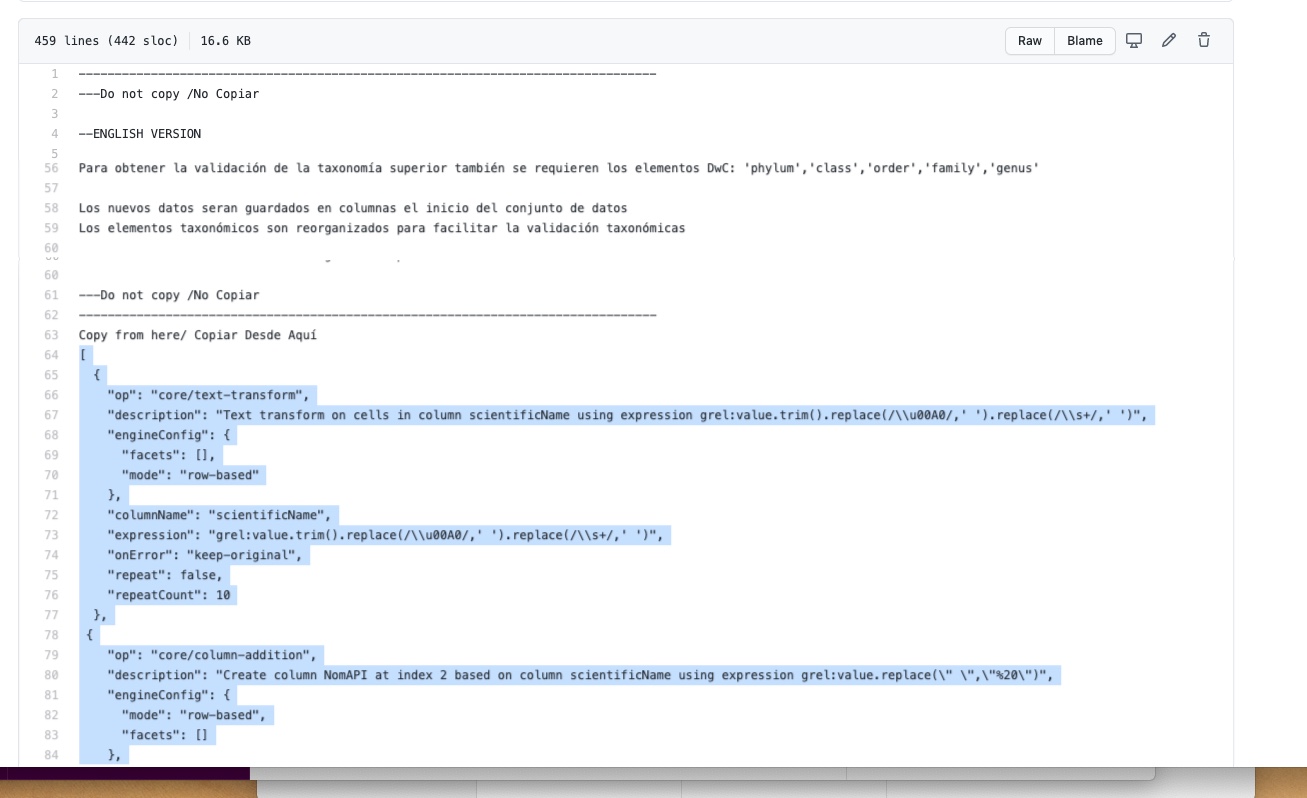 459 lines (442 sloc) 16.6 KB Raw Blame
1 --------------------------------------------------------------------------------
2 ---Do not copy /No Copiar
3
4 --ENGLISH VERSION
5
56 Para obtener la validación de la taxonomía superior también se requieren los elementos DwC: 'phylum','class','order','family','genus'
57
58 Los nuevos datos seran guardados en columnas el inicio del conjunto de datos
59 Los elementos taxonómicos son reorganizados para facilitar la validación taxonómicas
60
60
61 ---Do not copy /No Copiar
62 --------------------------------------------------------------------------------
63 Copy from here/ Copiar Desde Aquí
64 [
65   {
66     "op": "core/text-transform",
67     "description": "Text transform on cells in column scientificName using expression grel:value.trim().replace(/\\u00A0/,' ').replace(/\\s+/,' ')",
68     "engineConfig": {
69       "facets": [],
70       "mode": "row-based"
71     },
72     "columnName": "scientificName",
73     "expression": "grel:value.trim().replace(/\\u00A0/,' ').replace(/\\s+/,' ')",
74     "onError": "keep-original",
75     "repeat": false,
76     "repeatCount": 10
77   },
78  {
79     "op": "core/column-addition",
80     "description": "Create column NomAPI at index 2 based on column scientificName using expression grel:value.replace(\" \",\"%20\")",
81     "engineConfig": {
82       "mode": "row-based",
83       "facets": []
84     },